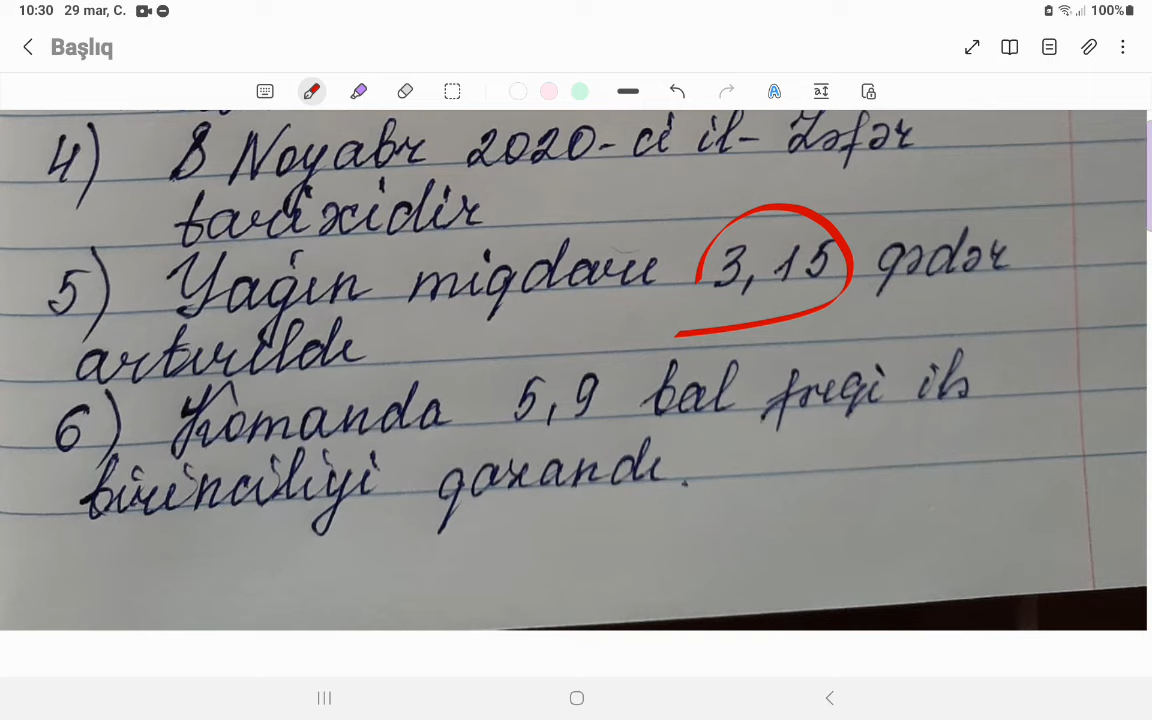 10:30 29 mar, C. 100%
Başlıq
4) 8 Noyabr 2020-ci il- Zəfər
tarixidir
5) Yağın miqdarı 3,15 qədər
artırıldı
6) Komanda 5,9 bal frəqi ilə
birinciliyi qazandı.